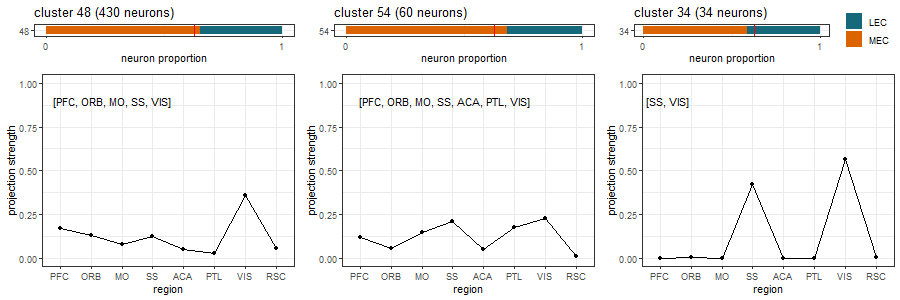 cluster 48 (430 neurons)
48
0 1
neuron proportion
[PFC, ORB, MO, SS, VIS]
projection strength
1.00
0.75
0.50
0.25
0.00
PFC ORB MO SS ACA PTL VIS RSC
region
cluster 54 (60 neurons)
54
0 1
neuron proportion
[PFC, ORB, MO, SS, ACA, PTL, VIS]
projection strength
1.00
0.75
0.50
0.25
0.00
PFC ORB MO SS ACA PTL VIS RSC
region
cluster 34 (34 neurons)
34
0 1
neuron proportion
[SS, VIS]
projection strength
1.00
0.75
0.50
0.25
0.00
PFC ORB MO SS ACA PTL VIS RSC
region
LEC
MEC